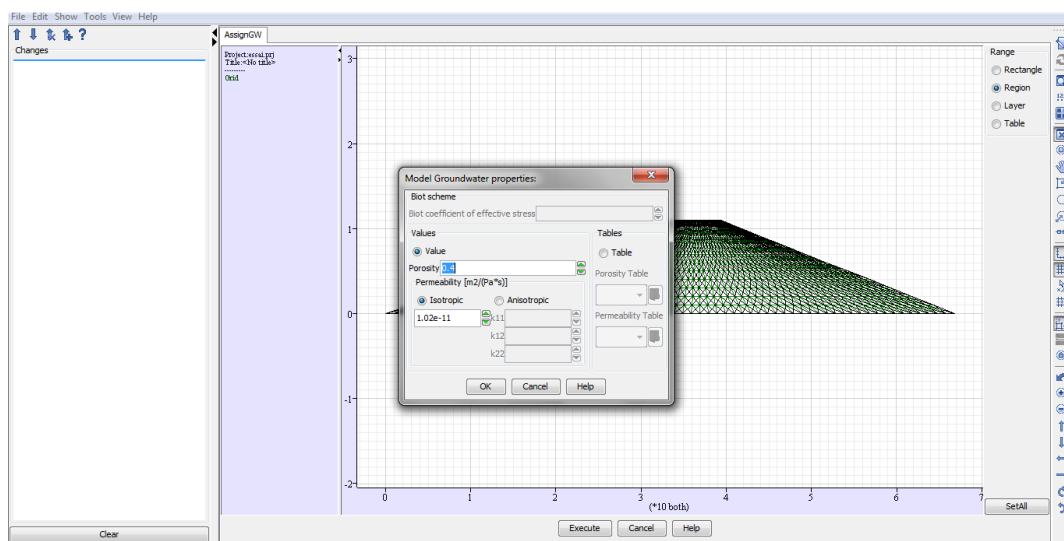 File Edit Show Tools View Help
Changes
Clear
AssignGW
Project:essai.prj
Title:<No title>
---------
Grid
3
2
1
0
-1
-2
0 1 2 3 4 5 6 7
(*10 both)
Model Groundwater properties:
Biot scheme
Biot coefficient of effective stress
Values
Value
Porosity 0.4
Permeability [m2/(Pa*s)]
Isotropic Anisotropic
1.02e-11 k11
k12
k22
Tables
Table
Porosity Table
Permeability Table
OK Cancel Help
Range
Rectangle
Region
Layer
Table
SetAll
Execute Cancel Help